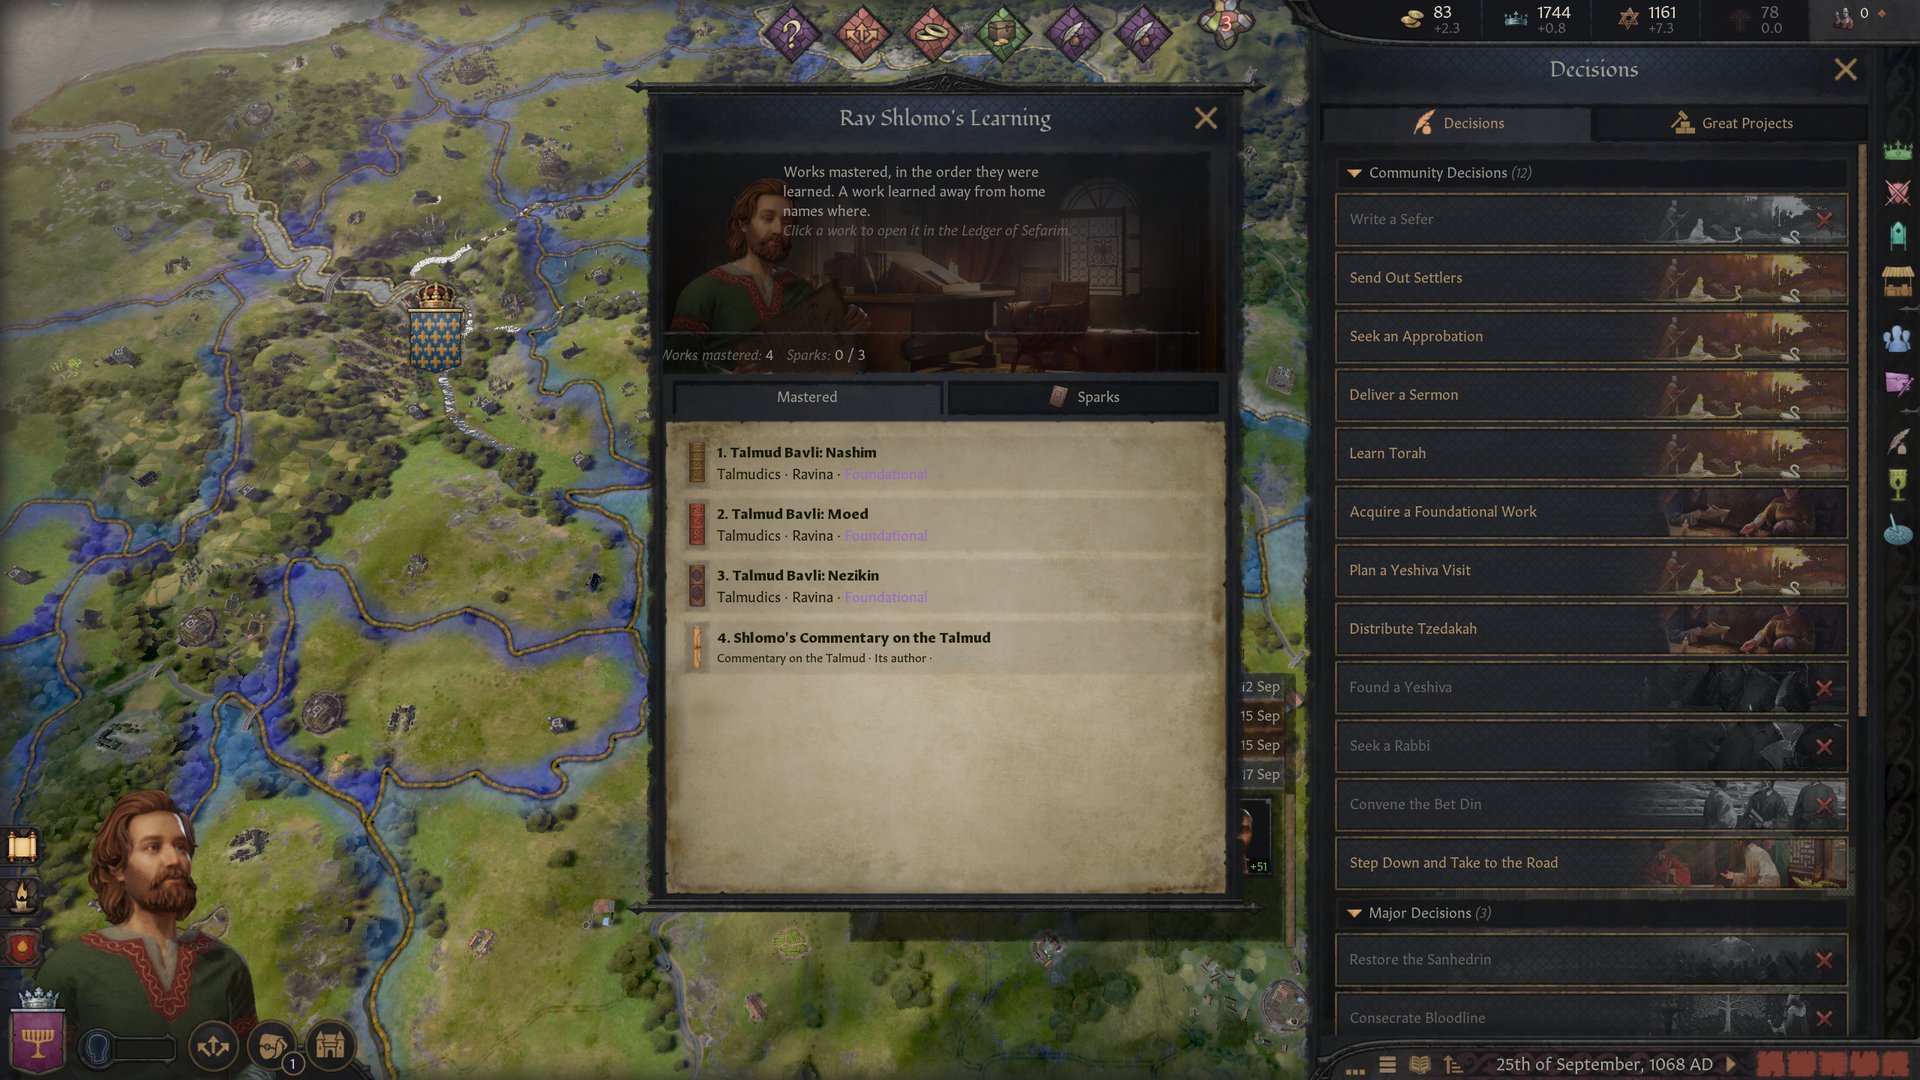 83
+2.3
1744
+0.8
1161
+7.3
78
0.0
0
3
Rav Shlomo's Learning
Works mastered, in the order they were
learned. A work learned away from home
names where.
Click a work to open it in the Ledger of Sefarim.
Works mastered: 4 Sparks: 0 / 3
Mastered
Sparks
1. Talmud Bavli: Nashim
Talmudics · Ravina · Foundational
2. Talmud Bavli: Moed
Talmudics · Ravina · Foundational
3. Talmud Bavli: Nezikin
Talmudics · Ravina · Foundational
4. Shlomo's Commentary on the Talmud
Commentary on the Talmud · Its author ·
12 Sep
15 Sep
15 Sep
17 Sep
+51
1
Decisions
Decisions
Great Projects
Community Decisions (12)
Write a Sefer
Send Out Settlers
Seek an Approbation
Deliver a Sermon
Learn Torah
Acquire a Foundational Work
Plan a Yeshiva Visit
Distribute Tzedakah
Found a Yeshiva
Seek a Rabbi
Convene the Bet Din
Step Down and Take to the Road
Major Decisions (3)
Restore the Sanhedrin
Consecrate Bloodline
25th of September, 1068 AD